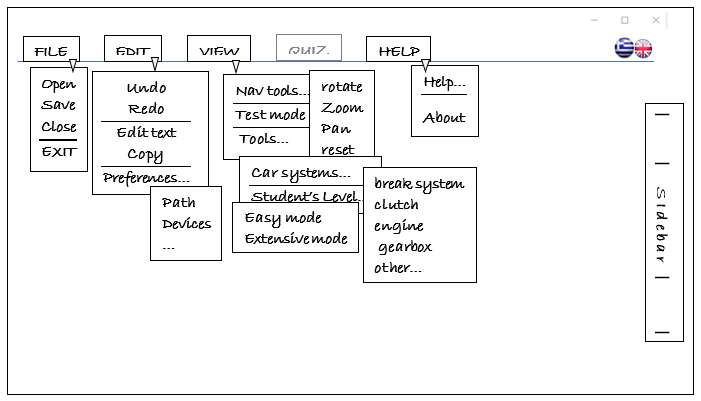 FILE
EDIT
VIEW
QUIZ.
HELP
Open
Save
Close
EXIT
Undo
Redo
Edit text
Copy
Preferences...
Path
Devices
...
Nav tools...
Test mode
Tools...
rotate
Zoom
Pan
reset
Car systems...
Student's Level...
Easy mode
Extensive mode
break system
clutch
engine
gearbox
other...
Help...
About
Sidebar